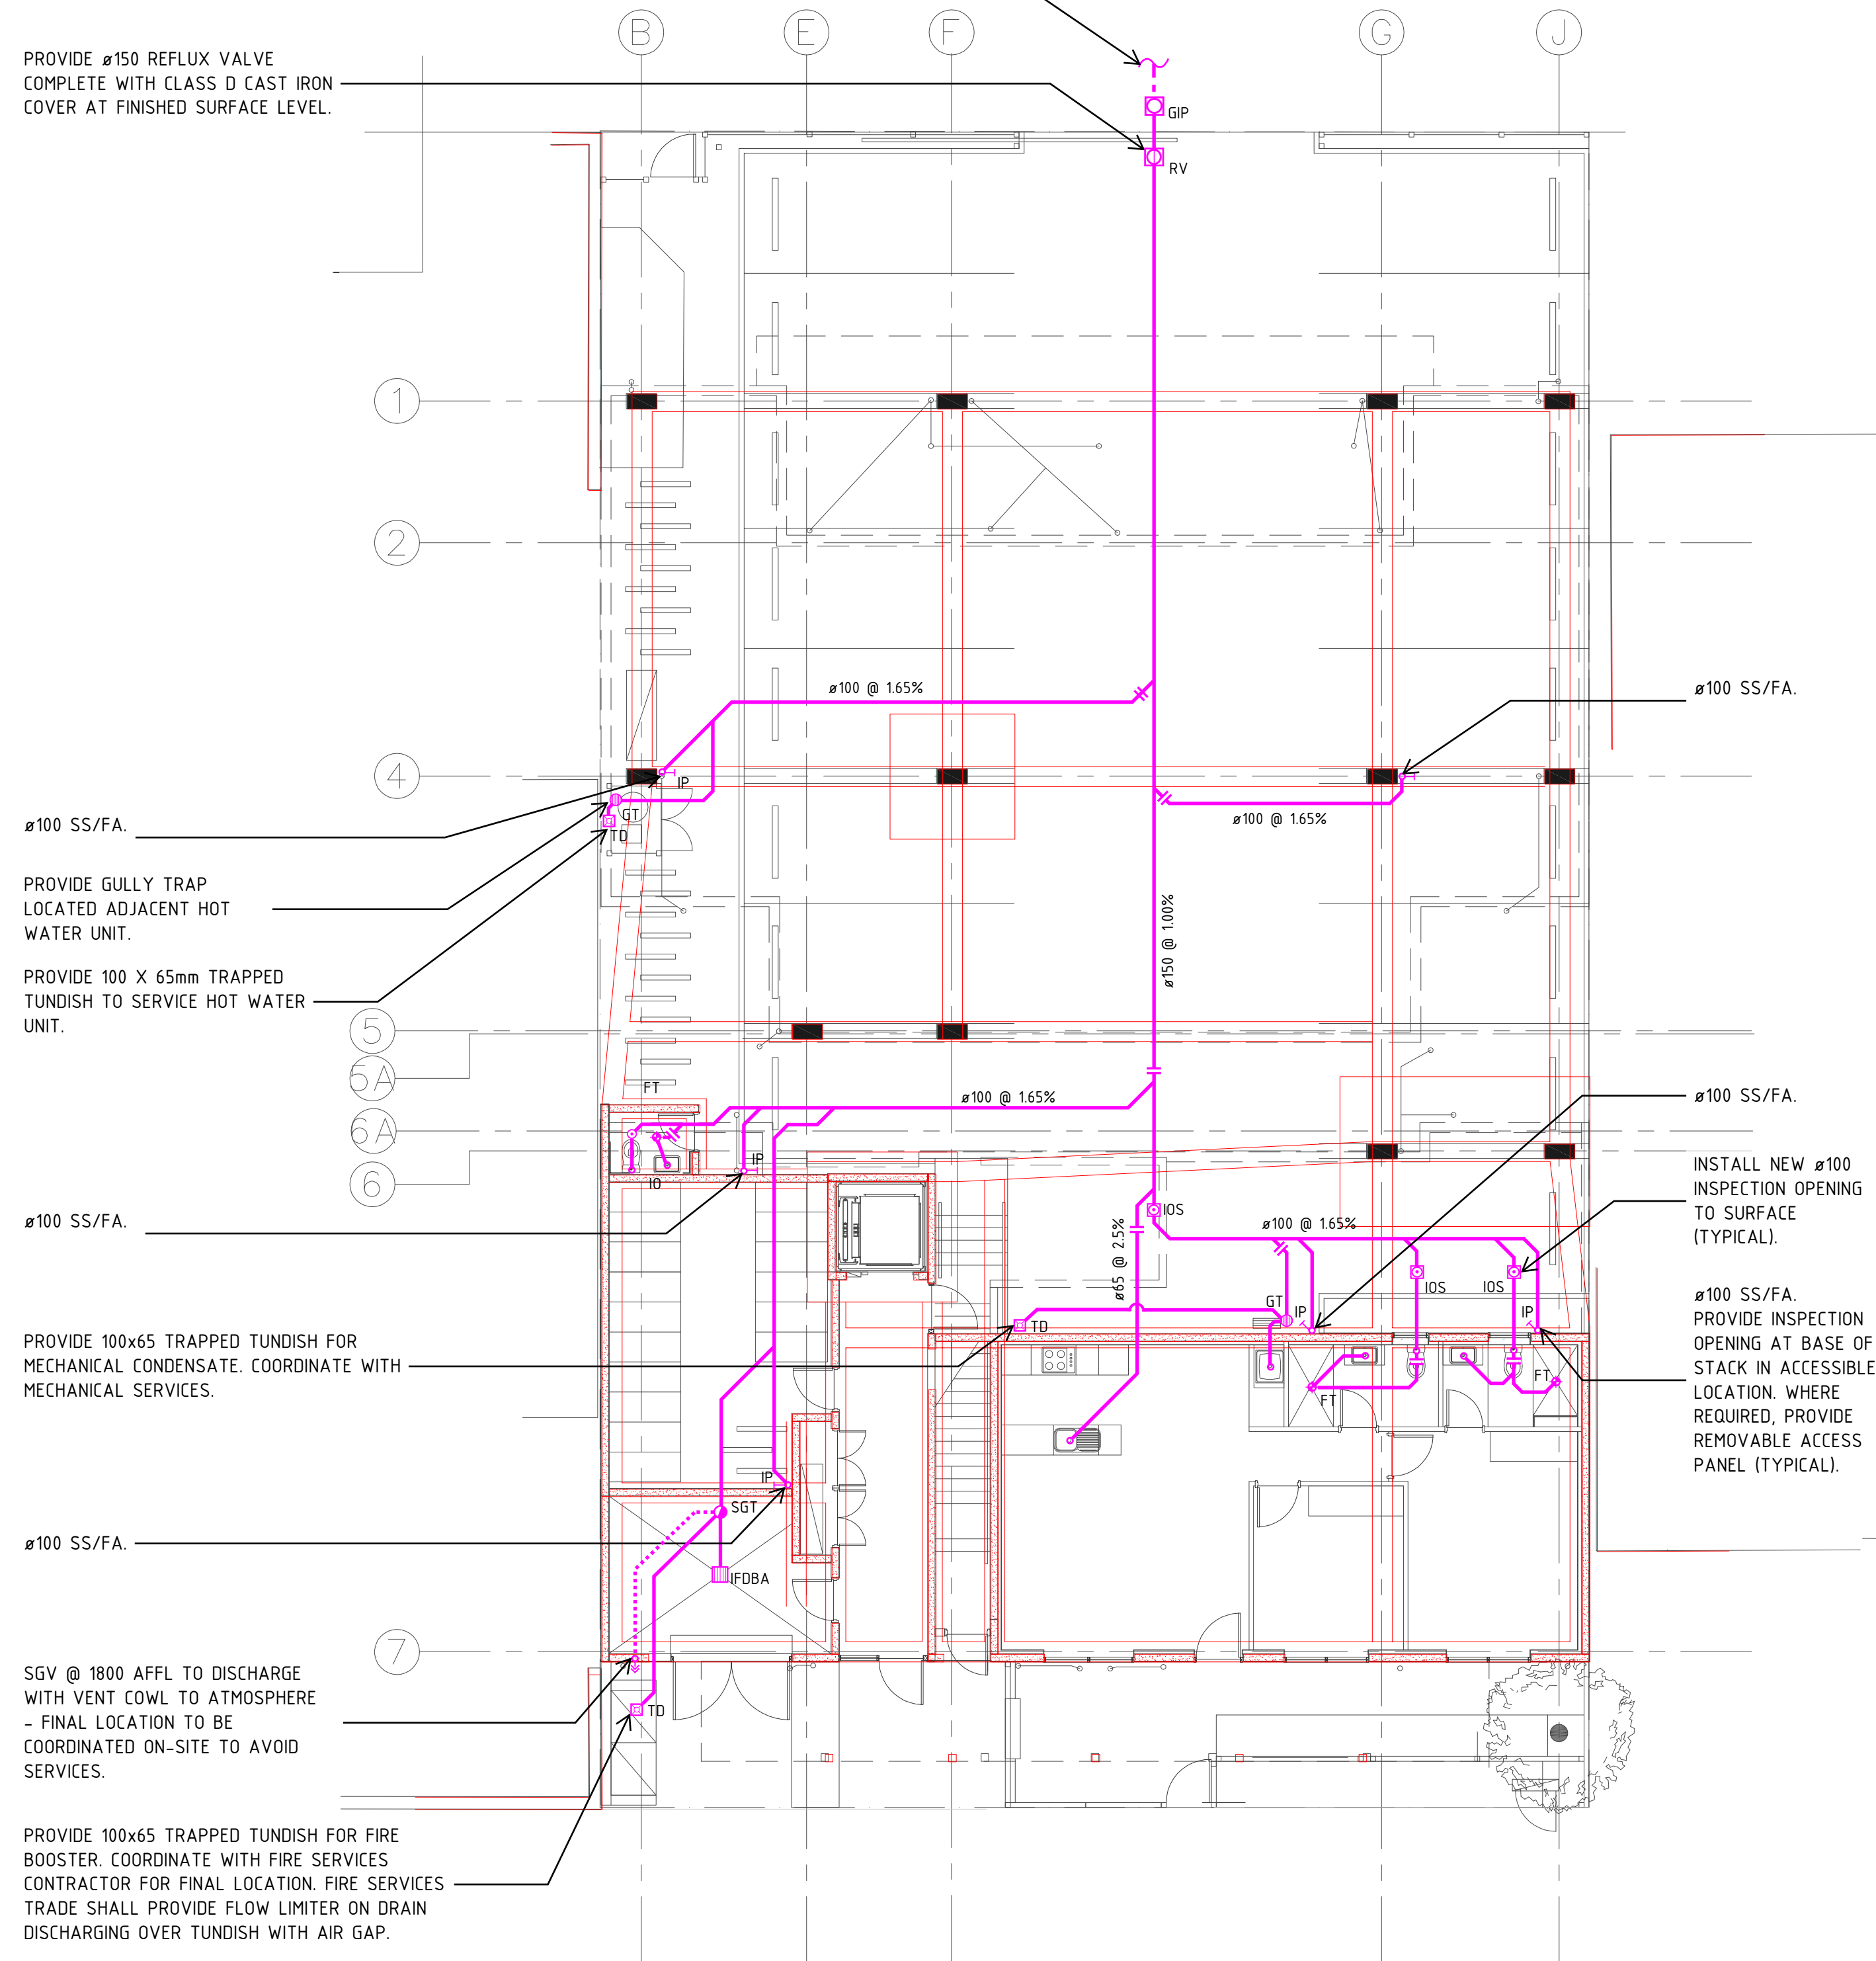 B
E
F
G
J
PROVIDE ø150 REFLUX VALVE
COMPLETE WITH CLASS D CAST IRON
COVER AT FINISHED SURFACE LEVEL.
GIP
RV
1
2
ø100 @ 1.65%
ø100 SS/FA.
4
IP
GT
TD
ø100 @ 1.65%
ø100 SS/FA.
PROVIDE GULLY TRAP
LOCATED ADJACENT HOT
WATER UNIT.
ø150 @ 1.00%
PROVIDE 100 X 65mm TRAPPED
TUNDISH TO SERVICE HOT WATER
UNIT.
5
5A
6A
6
FT
ø100 @ 1.65%
ø100 SS/FA.
IP
IO
INSTALL NEW ø100
INSPECTION OPENING
TO SURFACE
(TYPICAL).
ø100 SS/FA.
IOS
ø100 @ 1.65%
ø65 @ 2.5%
IOS
IOS
GT
IP
IP
TD
FT
FT
ø100 SS/FA.
PROVIDE INSPECTION
OPENING AT BASE OF
STACK IN ACCESSIBLE
LOCATION. WHERE
REQUIRED, PROVIDE
REMOVABLE ACCESS
PANEL (TYPICAL).
PROVIDE 100x65 TRAPPED TUNDISH FOR
MECHANICAL CONDENSATE. COORDINATE WITH
MECHANICAL SERVICES.
IP
SGT
ø100 SS/FA.
IFDBA
7
SGV @ 1800 AFFL TO DISCHARGE
WITH VENT COWL TO ATMOSPHERE
- FINAL LOCATION TO BE
COORDINATED ON-SITE TO AVOID
SERVICES.
TD
PROVIDE 100x65 TRAPPED TUNDISH FOR FIRE
BOOSTER. COORDINATE WITH FIRE SERVICES
CONTRACTOR FOR FINAL LOCATION. FIRE SERVICES
TRADE SHALL PROVIDE FLOW LIMITER ON DRAIN
DISCHARGING OVER TUNDISH WITH AIR GAP.